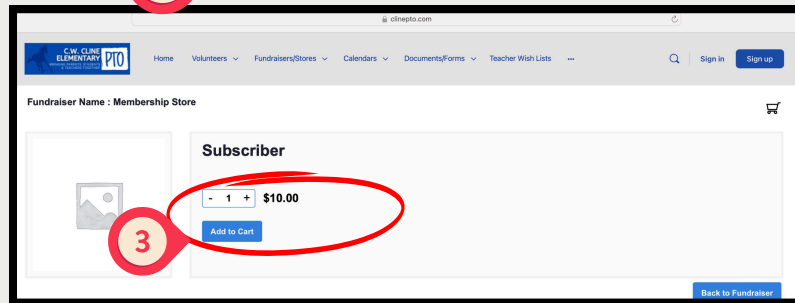 clinepto.com
C.W. CLINE
ELEMENTARY PTO
Home Volunteers Fundraisers/Stores Calendars Documents/Forms Teacher Wish Lists ... Sign in Sign up
Fundraiser Name : Membership Store
Subscriber
- 1 + $10.00
Add to Cart
3
Back to Fundraiser